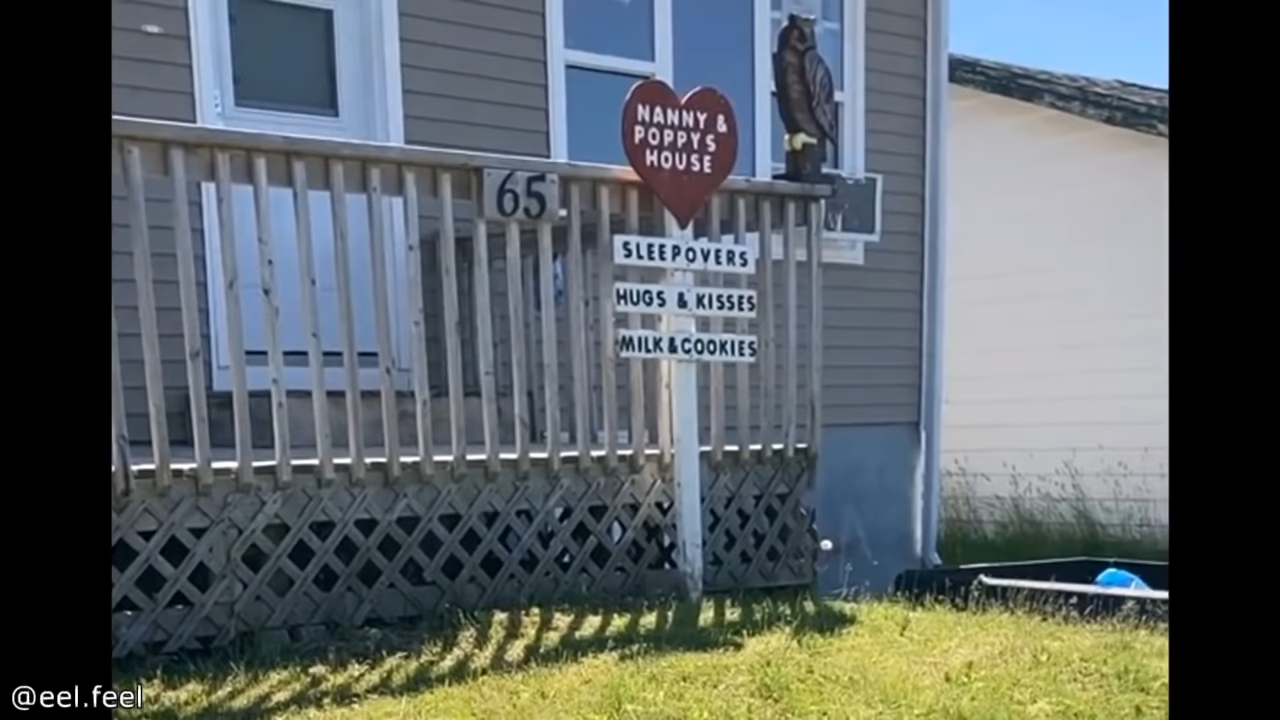 NANNY &
POPPYS
HOUSE
65
SLEEPOVERS
HUGS & KISSES
MILK & COOKIES
@eel.feel